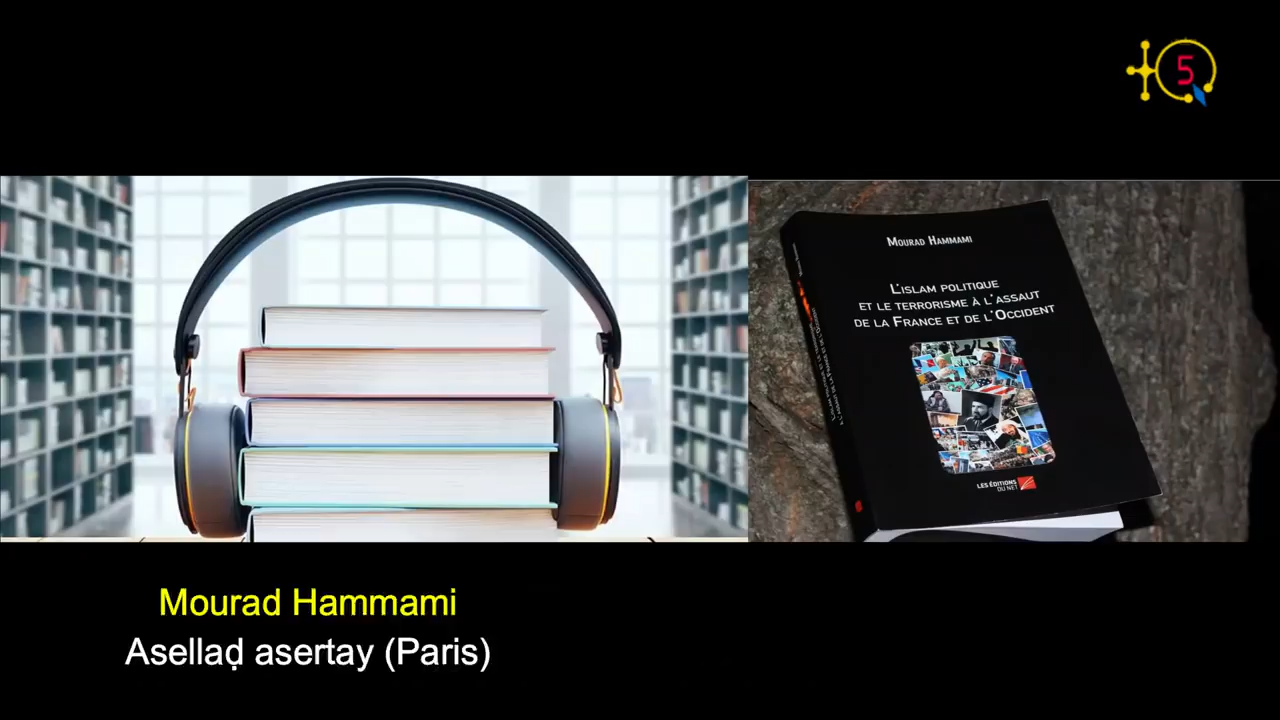 5
MOURAD HAMMAMI
L'ISLAM POLITIQUE
ET LE TERRORISME À L'ASSAUT
DE LA FRANCE ET DE L'OCCIDENT
LES ÉDITIONS
DU NET
Mourad Hammami
Asellaḍ asertay (Paris)